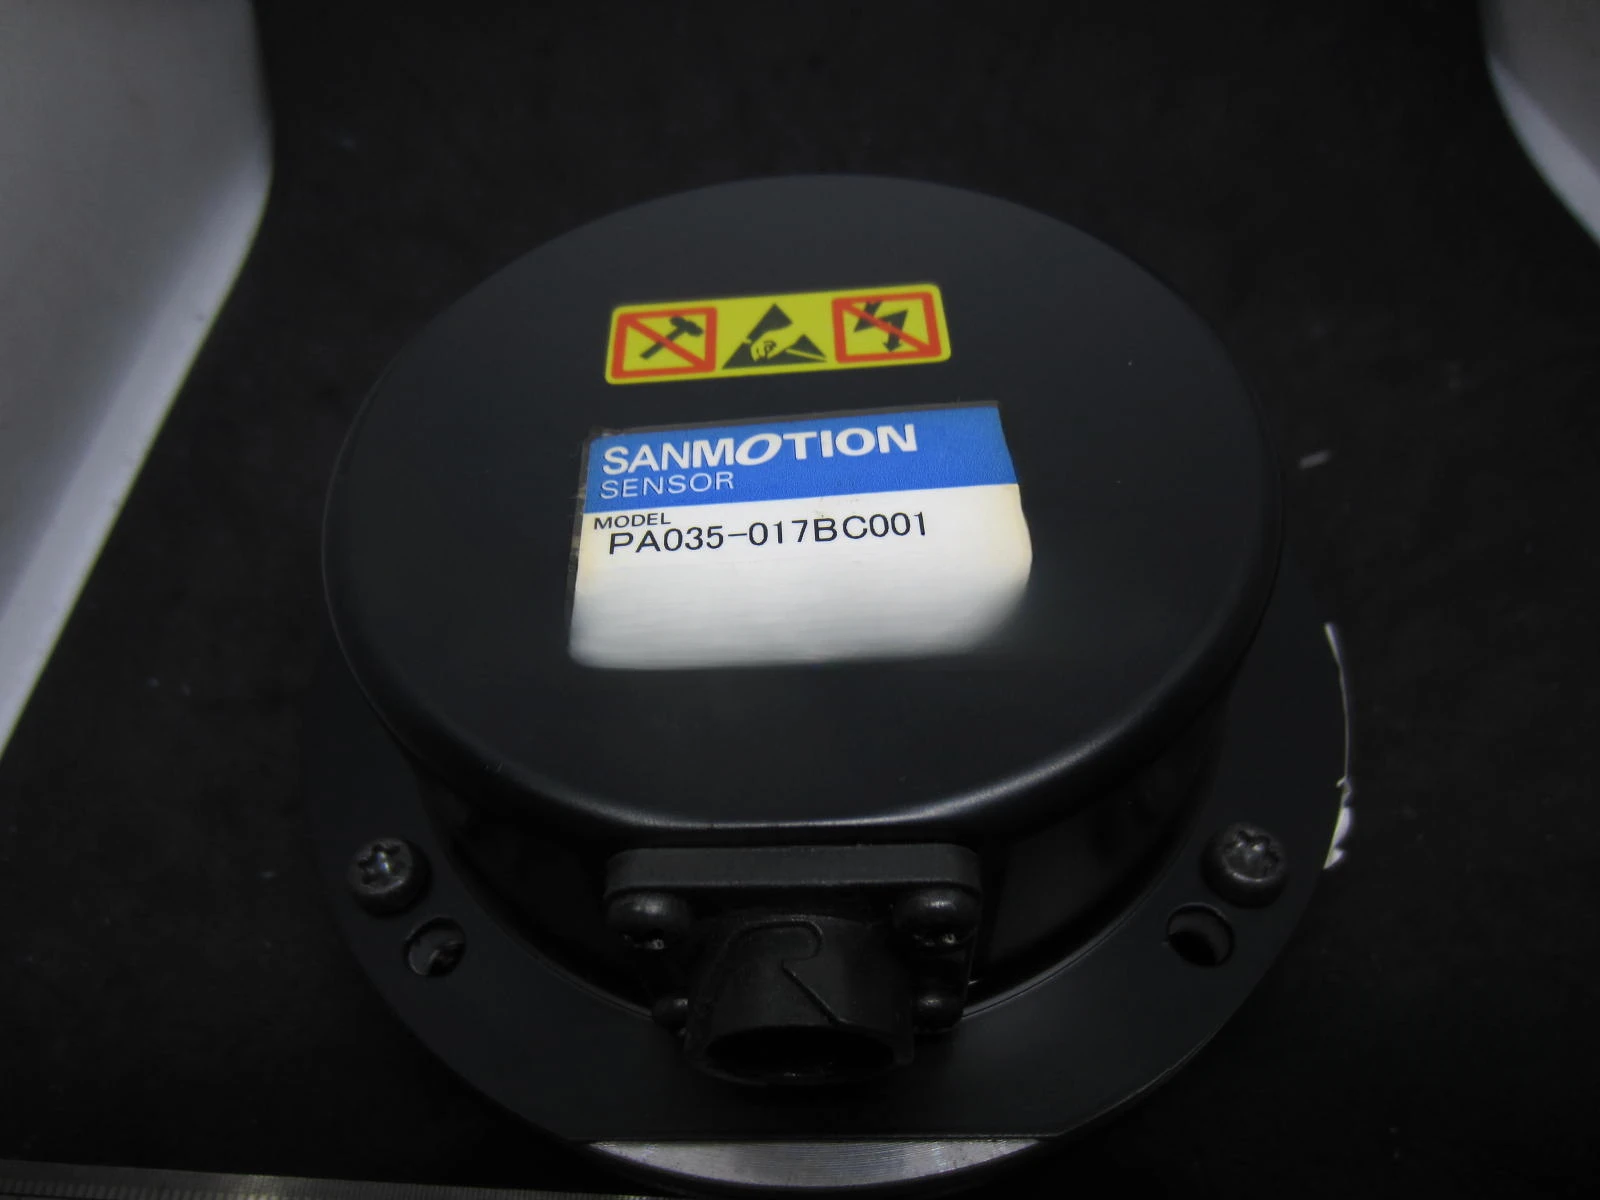 SANMOTION
SENSOR
MODEL
PA035-017BC001